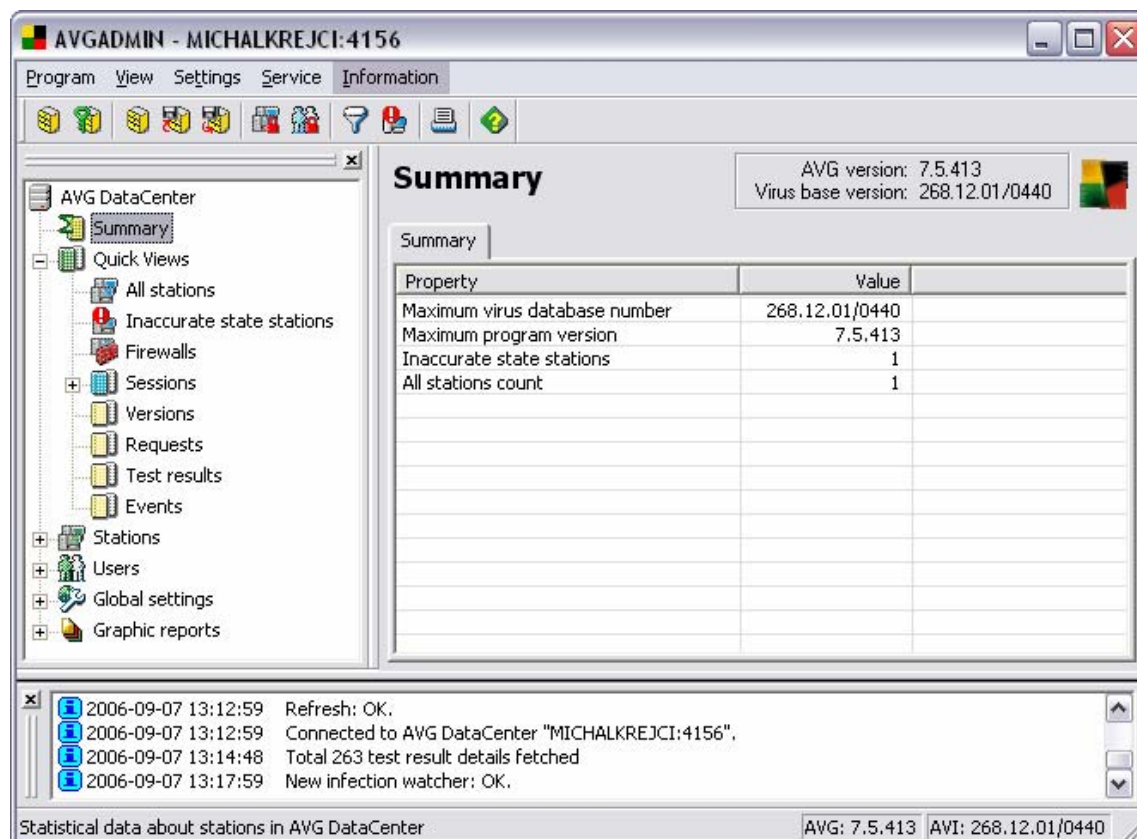 AVGADMIN - MICHALKREJCI:4156
Program View Settings Service Information
AVG DataCenter
Summary
Quick Views
All stations
Inaccurate state stations
Firewalls
Sessions
Versions
Requests
Test results
Events
Stations
Users
Global settings
Graphic reports
Summary
AVG version: 7.5.413
Virus base version: 268.12.01/0440
Summary
Property Value
Maximum virus database number 268.12.01/0440
Maximum program version 7.5.413
Inaccurate state stations 1
All stations count 1
2006-09-07 13:12:59 Refresh: OK.
2006-09-07 13:12:59 Connected to AVG DataCenter "MICHALKREJCI:4156".
2006-09-07 13:14:48 Total 263 test result details fetched
2006-09-07 13:17:59 New infection watcher: OK.
Statistical data about stations in AVG DataCenter AVG: 7.5.413 AVI: 268.12.01/0440